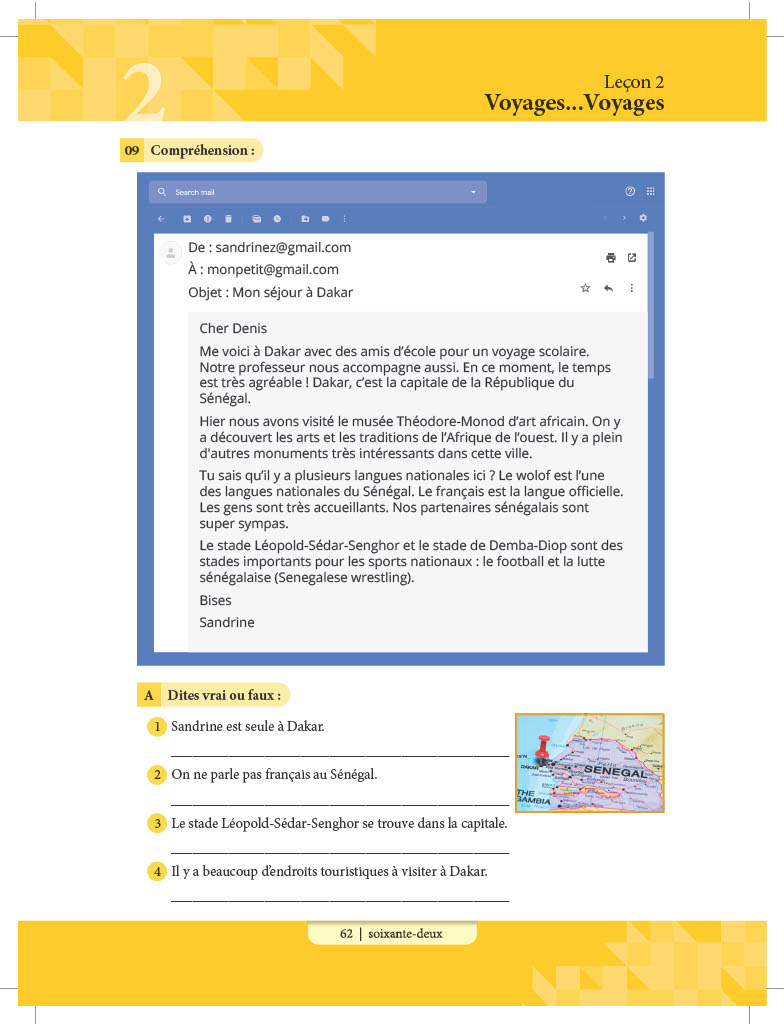 2
Leçon 2
Voyages...Voyages
09 Compréhension :
Search mail
De : sandrinez@gmail.com
À : monpetit@gmail.com
Objet : Mon séjour à Dakar
Cher Denis
Me voici à Dakar avec des amis d'école pour un voyage scolaire.
Notre professeur nous accompagne aussi. En ce moment, le temps
est très agréable ! Dakar, c'est la capitale de la République du
Sénégal.
Hier nous avons visité le musée Théodore-Monod d'art africain. On y
a découvert les arts et les traditions de l'Afrique de l'ouest. Il y a plein
d'autres monuments très intéressants dans cette ville.
Tu sais qu'il y a plusieurs langues nationales ici ? Le wolof est l'une
des langues nationales du Sénégal. Le français est la langue officielle.
Les gens sont très accueillants. Nos partenaires sénégalais sont
super sympas.
Le stade Léopold-Sédar-Senghor et le stade de Demba-Diop sont des
stades importants pour les sports nationaux : le football et la lutte
sénégalaise (Senegalese wrestling).
Bises
Sandrine
A Dites vrai ou faux :
1 Sandrine est seule à Dakar.
2 On ne parle pas français au Sénégal.
3 Le stade Léopold-Sédar-Senghor se trouve dans la capitale.
4 Il y a beaucoup d'endroits touristiques à visiter à Dakar.
DAKAR
SENEGAL
THE
GAMBIA
62 | soixante-deux